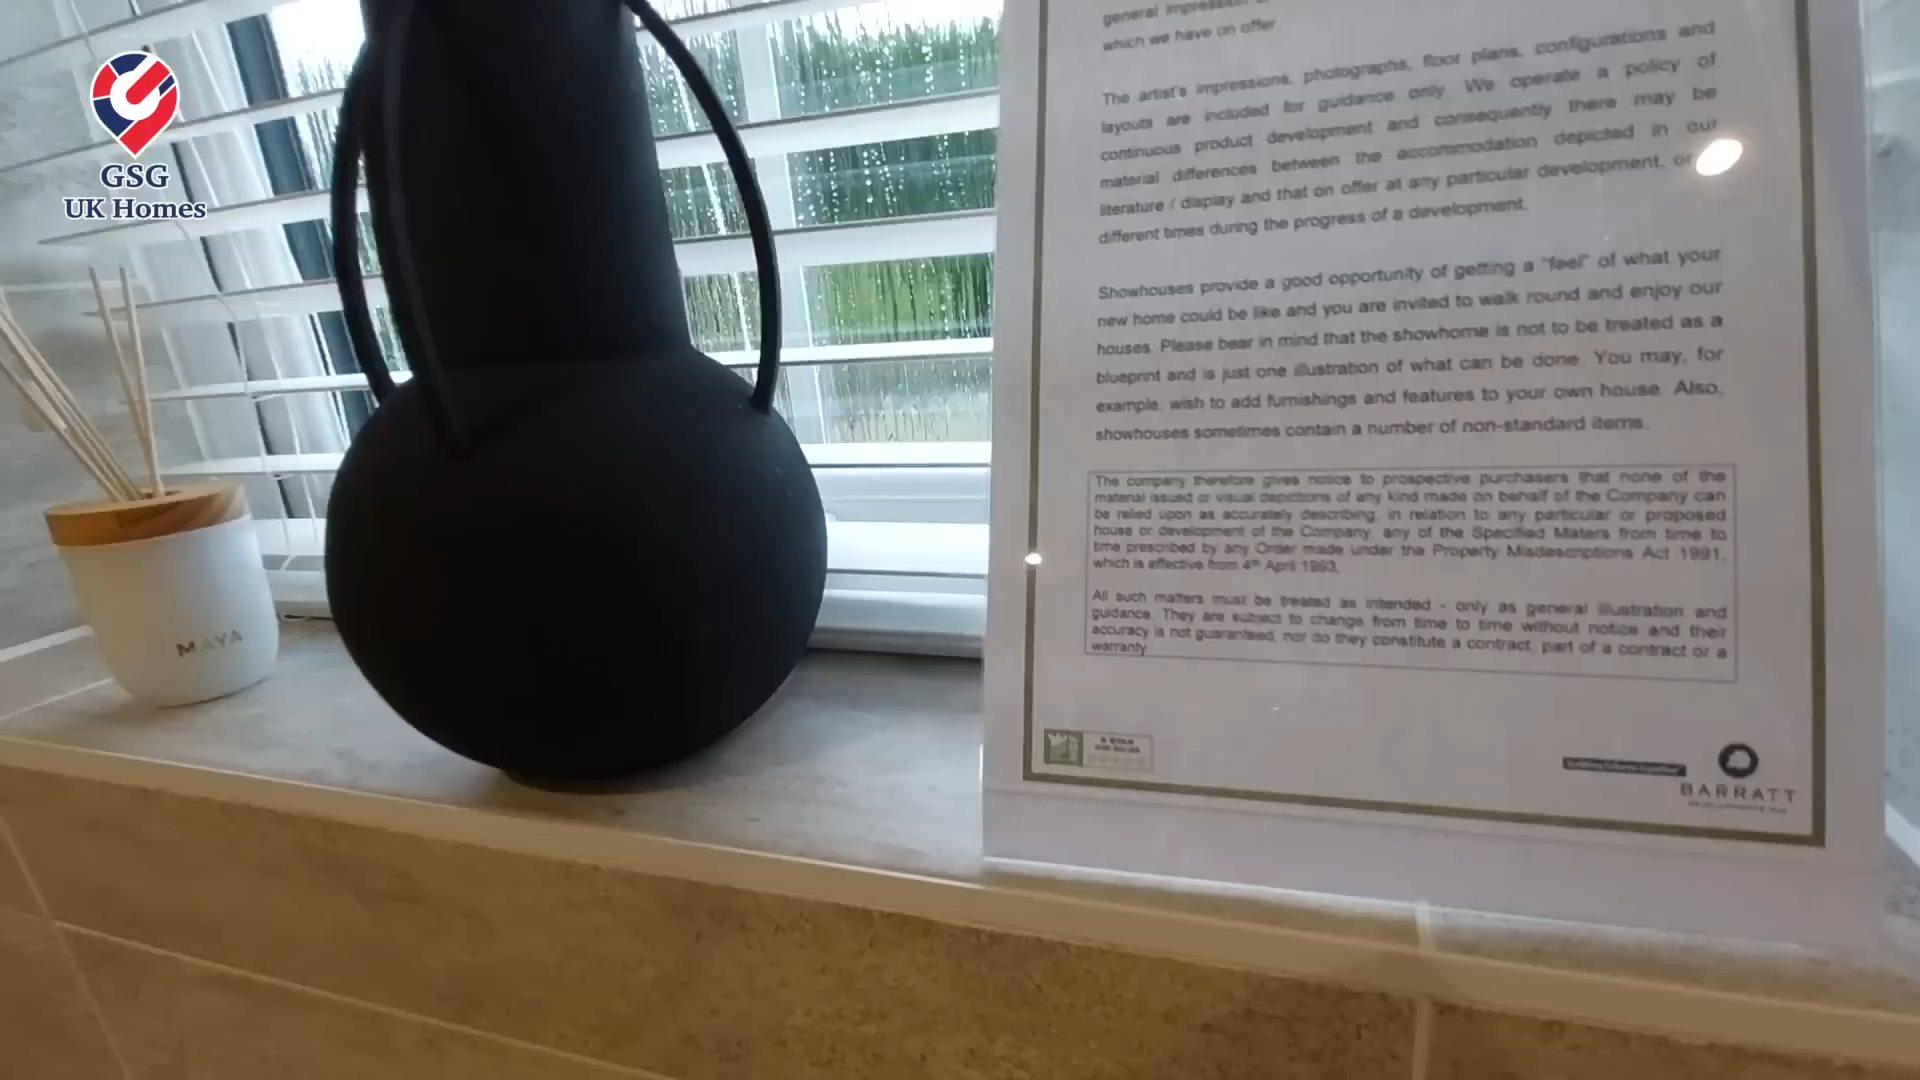 GSG
UK Homes
MAYA
general impression
which we have on offer.
The artist's impressions, photographs, floor plans, configurations and
layouts are included for guidance only. We operate a policy of
continuous product development and consequently there may be
material differences between the accommodation depicted in our
literature / display and that on offer at any particular development, or
different times during the progress of a development.
Showhouses provide a good opportunity of getting a "feel" of what your
new home could be like and you are invited to walk round and enjoy our
houses. Please bear in mind that the showhome is not to be treated as a
blueprint and is just one illustration of what can be done. You may, for
example, wish to add furnishings and features to your own house. Also,
showhouses sometimes contain a number of non-standard items.
The company therefore gives notice to prospective purchasers that none of the
material issued or visual depictions of any kind made on behalf of the Company can
be relied upon as accurately describing, in relation to any particular or proposed
house or development of the Company, any of the Specified Maters from time to
time prescribed by any Order made under the Property Misdescriptions Act 1991,
which is effective from 4th April 1993.
All such matters must be treated as intended - only as general illustration and
guidance. They are subject to change from time to time without notice and their
accuracy is not guaranteed, nor do they constitute a contract, part of a contract or a
warranty
BARRATT